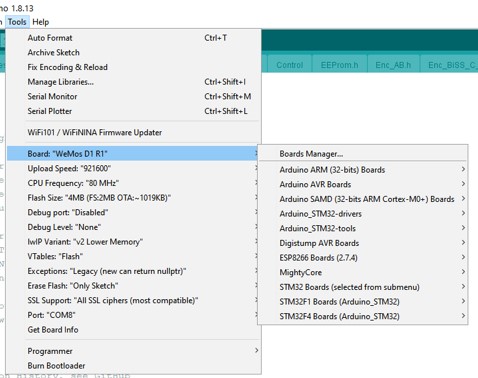 no 1.8.13
Tools Help
Auto Format Ctrl+T
Archive Sketch
Fix Encoding & Reload
Manage Libraries... Ctrl+Shift+I
Serial Monitor Ctrl+Shift+M
Serial Plotter Ctrl+Shift+L
WiFi101 / WiFiNINA Firmware Updater
Board: "WeMos D1 R1"
Upload Speed: "921600"
CPU Frequency: "80 MHz"
Flash Size: "4MB (FS:2MB OTA:~1019KB)"
Debug port: "Disabled"
Debug Level: "None"
lwIP Variant: "v2 Lower Memory"
VTables: "Flash"
Exceptions: "Legacy (new can return nullptr)"
Erase Flash: "Only Sketch"
SSL Support: "All SSL ciphers (most compatible)"
Port: "COM8"
Get Board Info
Programmer
Burn Bootloader
Control EEProm.h Enc_AB.h Enc_BiSS_C
Boards Manager...
Arduino ARM (32-bits) Boards
Arduino AVR Boards
Arduino SAMD (32-bits ARM Cortex-M0+) Boards
Arduino_STM32-drivers
Arduino_STM32-tools
Digistump AVR Boards
ESP8266 Boards (2.7.4)
MightyCore
STM32 Boards (selected from submenu)
STM32F1 Boards (Arduino_STM32)
STM32F4 Boards (Arduino_STM32)